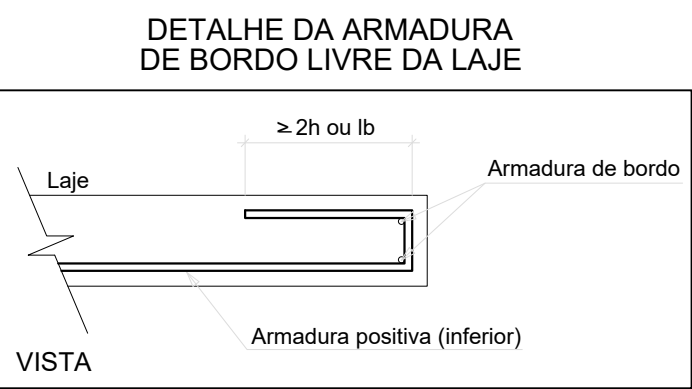 DETALHE DA ARMADURA
DE BORDO LIVRE DA LAJE
≥ 2h ou lb
Laje
Armadura de bordo
Armadura positiva (inferior)
VISTA